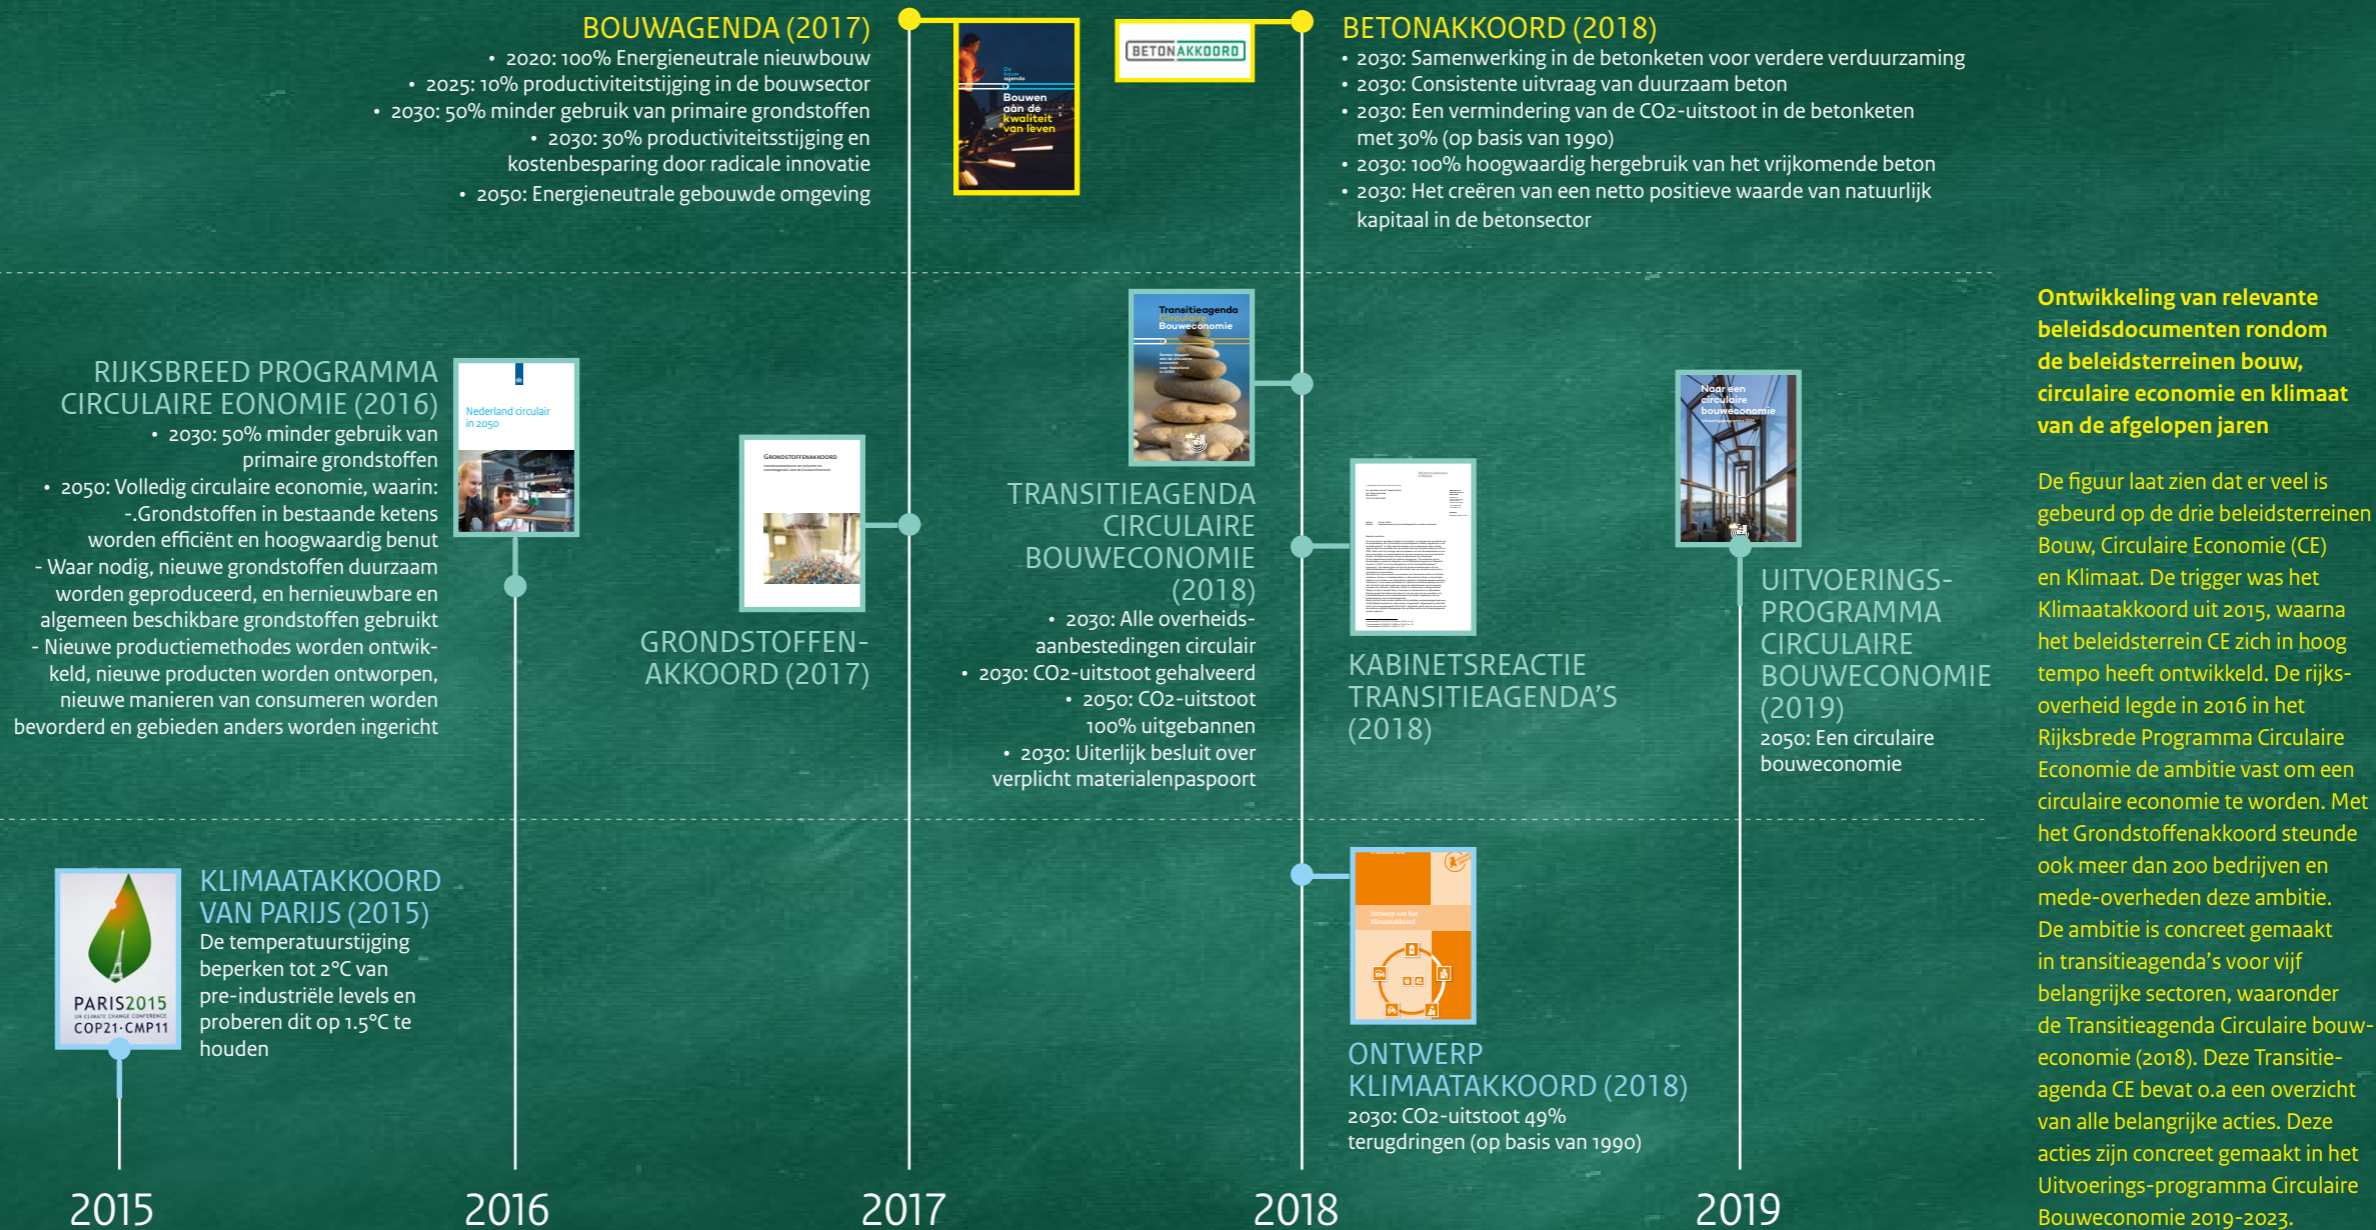 BOUWAGENDA (2017)
• 2020: 100% Energieneutrale nieuwbouw
• 2025: 10% productiviteitstijging in de bouwsector
• 2030: 50% minder gebruik van primaire grondstoffen
• 2030: 30% productiviteitsstijging en
kostenbesparing door radicale innovatie
• 2050: Energieneutrale gebouwde omgeving
De
bouw
agenda
Bouwen
aan de
kwaliteit
van leven
BETONAKKOORD
BETONAKKOORD (2018)
• 2030: Samenwerking in de betonketen voor verdere verduurzaming
• 2030: Consistente uitvraag van duurzaam beton
• 2030: Een vermindering van de CO2-uitstoot in de betonketen
met 30% (op basis van 1990)
• 2030: 100% hoogwaardig hergebruik van het vrijkomende beton
• 2030: Het creëren van een netto positieve waarde van natuurlijk
kapitaal in de betonsector
RIJKSBREED PROGRAMMA
CIRCULAIRE EONOMIE (2016)
• 2030: 50% minder gebruik van
primaire grondstoffen
• 2050: Volledig circulaire economie, waarin:
-.Grondstoffen in bestaande ketens
worden efficiënt en hoogwaardig benut
- Waar nodig, nieuwe grondstoffen duurzaam
worden geproduceerd, en hernieuwbare en
algemeen beschikbare grondstoffen gebruikt
- Nieuwe productiemethodes worden ontwik-
keld, nieuwe producten worden ontworpen,
nieuwe manieren van consumeren worden
bevorderd en gebieden anders worden ingericht
Nederland circulair
in 2050
GRONDSTOFFENAKKOORD
GRONDSTOFFEN-
AKKOORD (2017)
Transitieagenda
Circulaire
Bouweconomie
TRANSITIEAGENDA
CIRCULAIRE
BOUWECONOMIE
(2018)
• 2030: Alle overheids-
aanbestedingen circulair
• 2030: CO2-uitstoot gehalveerd
• 2050: CO2-uitstoot
100% uitgebannen
• 2030: Uiterlijk besluit over
verplicht materialenpaspoort
KABINETSREACTIE
TRANSITIEAGENDA'S
(2018)
Naar een
circulaire
bouweconomie
UITVOERINGS-
PROGRAMMA
CIRCULAIRE
BOUWECONOMIE
(2019)
2050: Een circulaire
bouweconomie
PARIS2015
UN CLIMATE CHANGE CONFERENCE
COP21·CMP11
KLIMAATAKKOORD
VAN PARIJS (2015)
De temperatuurstijging
beperken tot 2°C van
pre-industriële levels en
proberen dit op 1.5°C te
houden
Ontwerp van het
Klimaatakkoord
ONTWERP
KLIMAATAKKOORD (2018)
2030: CO2-uitstoot 49%
terugdringen (op basis van 1990)
2015
2016
2017
2018
2019
Ontwikkeling van relevante
beleidsdocumenten rondom
de beleidsterreinen bouw,
circulaire economie en klimaat
van de afgelopen jaren
De figuur laat zien dat er veel is
gebeurd op de drie beleidsterreinen
Bouw, Circulaire Economie (CE)
en Klimaat. De trigger was het
Klimaatakkoord uit 2015, waarna
het beleidsterrein CE zich in hoog
tempo heeft ontwikkeld. De rijks-
overheid legde in 2016 in het
Rijksbrede Programma Circulaire
Economie de ambitie vast om een
circulaire economie te worden. Met
het Grondstoffenakkoord steunde
ook meer dan 200 bedrijven en
mede-overheden deze ambitie.
De ambitie is concreet gemaakt
in transitieagenda's voor vijf
belangrijke sectoren, waaronder
de Transitieagenda Circulaire bouw-
economie (2018). Deze Transitie-
agenda CE bevat o.a een overzicht
van alle belangrijke acties. Deze
acties zijn concreet gemaakt in het
Uitvoerings-programma Circulaire
Bouweconomie 2019-2023.